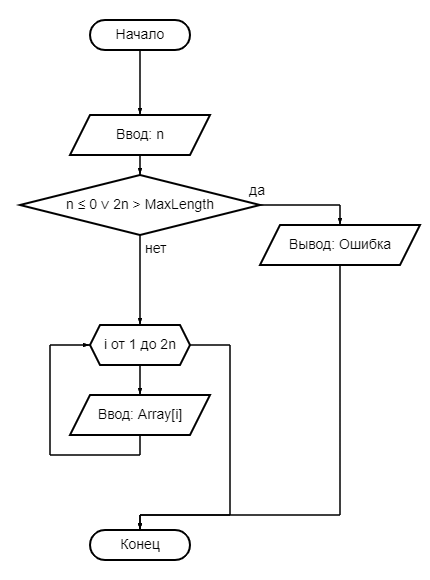 Начало
Ввод: n
n ≤ 0 ∨ 2n > MaxLength
да
нет
Вывод: Ошибка
i от 1 до 2n
Ввод: Array[i]
Конец